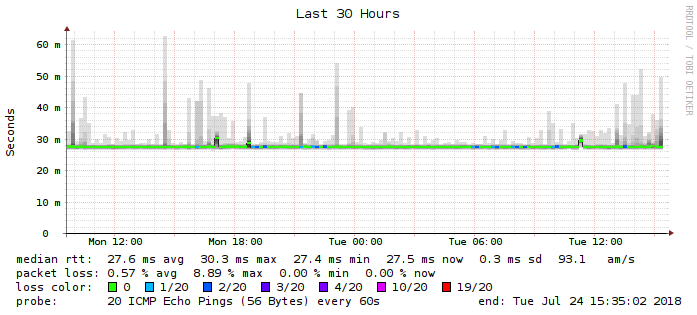 Last 30 Hours
RRDTOOL / TOBI OETIKER
Seconds
60 m
50 m
40 m
30 m
20 m
10 m
0
Mon 12:00 Mon 18:00 Tue 00:00 Tue 06:00 Tue 12:00
median rtt: 27.6 ms avg 30.3 ms max 27.4 ms min 27.5 ms now 0.3 ms sd 93.1 am/s
packet loss: 0.57 % avg 8.89 % max 0.00 % min 0.00 % now
loss color: 0 1/20 2/20 3/20 4/20 10/20 19/20
probe: 20 ICMP Echo Pings (56 Bytes) every 60s end: Tue Jul 24 15:35:02 2018